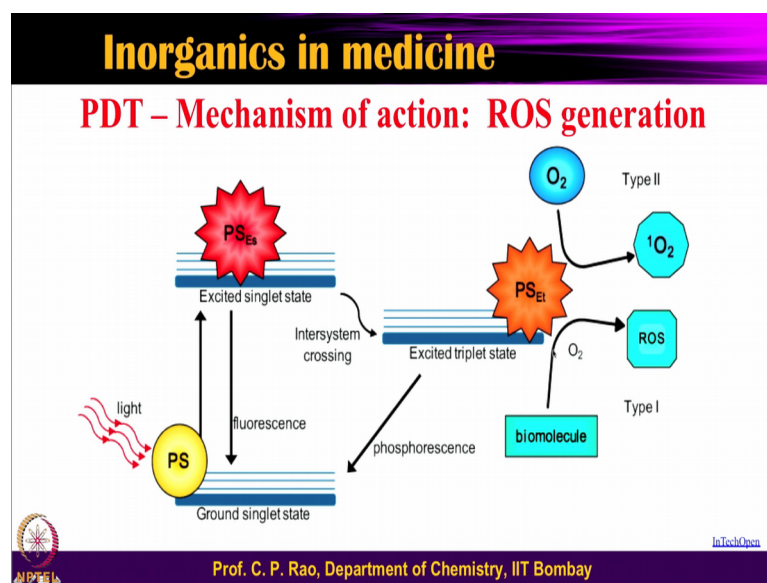 Inorganics in medicine
PDT – Mechanism of action: ROS generation
O2
Type II
PSEs
1O2
Excited singlet state
PSEt
Intersystem
crossing
Excited triplet state
O2
ROS
light
fluorescence
Type I
PS
phosphorescence
biomolecule
Ground singlet state
InTechOpen
NPTEL
Prof. C. P. Rao, Department of Chemistry, IIT Bombay